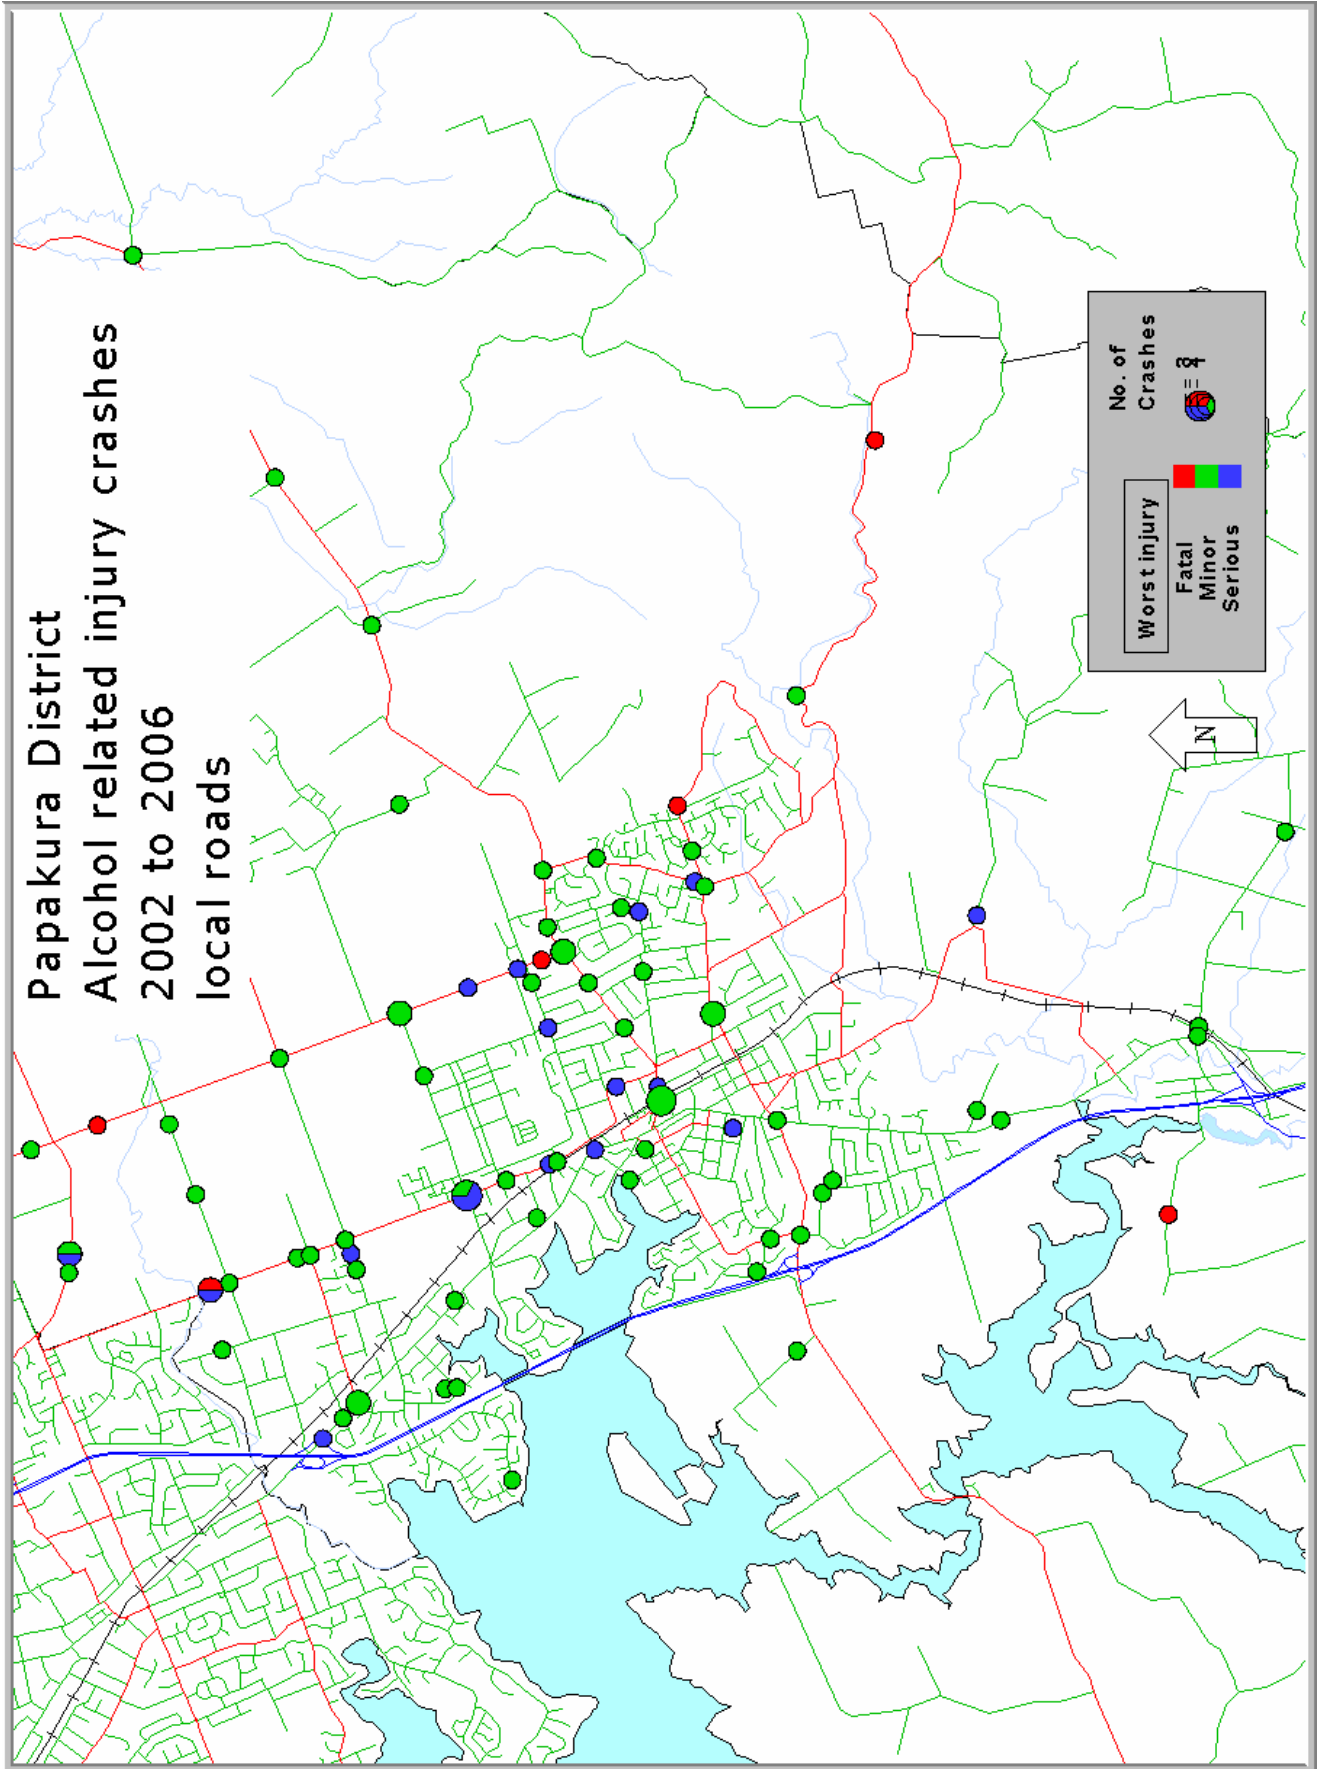 Papakura District
Alcohol related injury crashes
2002 to 2006
local roads
No. of
Crashes
Worst injury
Fatal
Minor
Serious
N